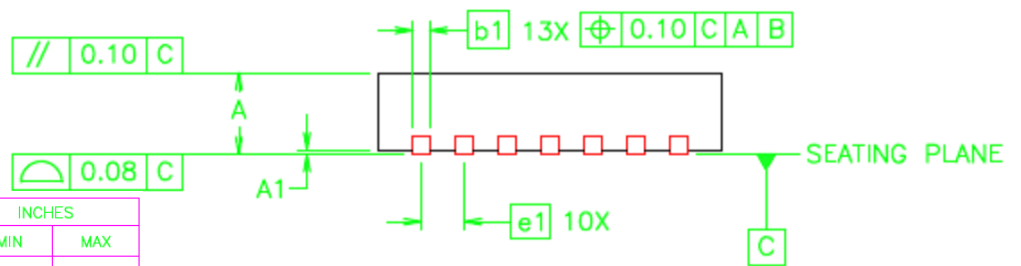 b1 13X ⌖ 0.10 C A B
// 0.10 C
A
SEATING PLANE
⌓ 0.08 C
A1
e1 10X
C
INCHES
MIN MAX